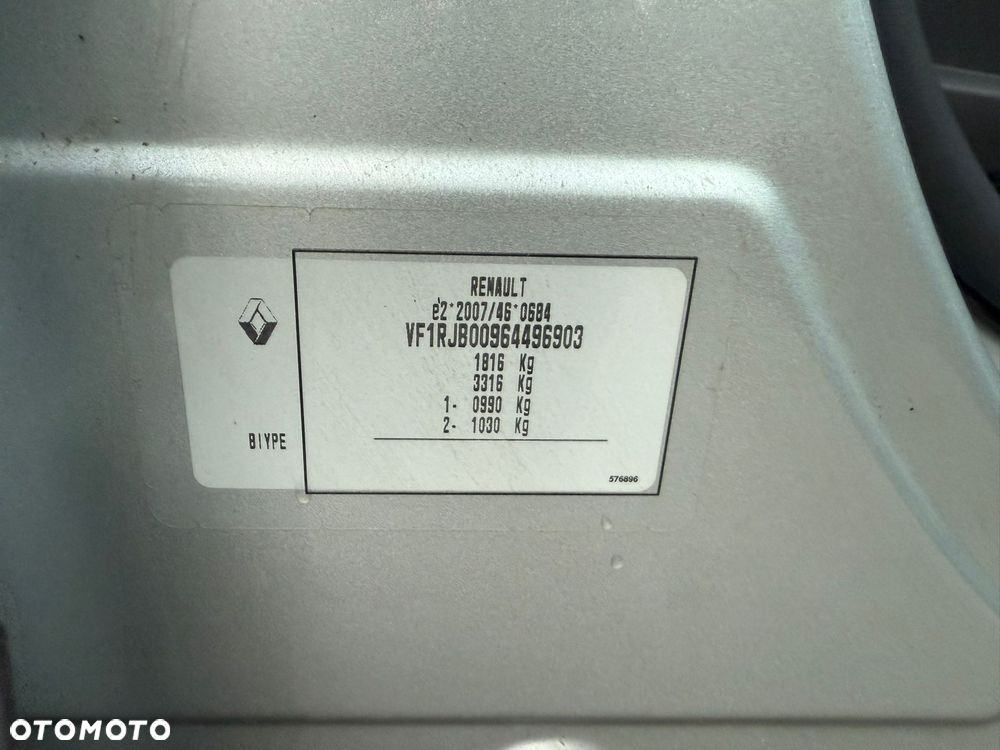 RENAULT
e2*2007/46*0684
VF1RJB00964496903
1816 Kg
3316 Kg
1- 0990 Kg
2- 1030 Kg
BIYPE
576896
OTOMOTO